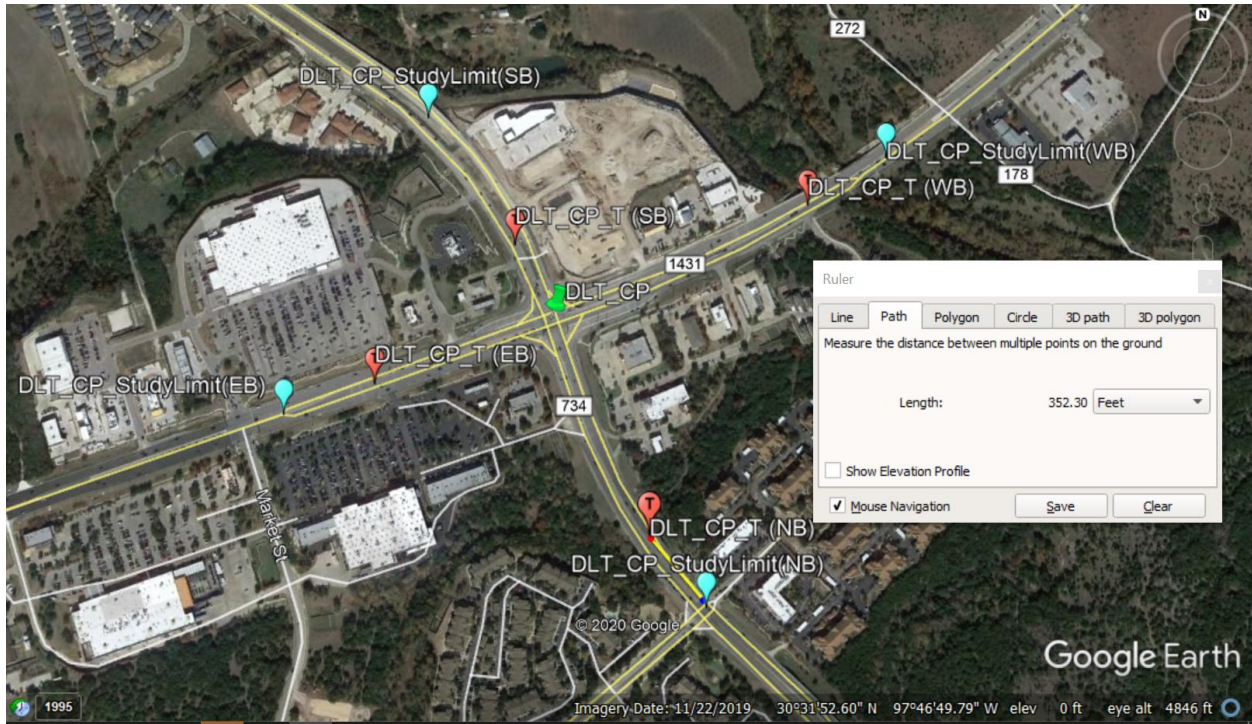 272
N
DLT_CP_StudyLimit(SB)
DLT_CP_StudyLimit(WB)
178
T
DLT_CP_T (WB)
T
DLT_CP_T (SB)
1431
DLT_CP
Ruler
Line Path Polygon Circle 3D path 3D polygon
Measure the distance between multiple points on the ground
Length: 352.30 Feet
Show Elevation Profile
Mouse Navigation Save Clear
T
DLT_CP_T (EB)
DLT_CP_StudyLimit(EB)
734
Market St
T
DLT_CP_T (NB)
DLT_CP_StudyLimit(NB)
© 2020 Google
Google Earth
1995
Imagery Date: 11/22/2019 30°31'52.60" N 97°46'49.79" W elev 0 ft eye alt 4846 ft